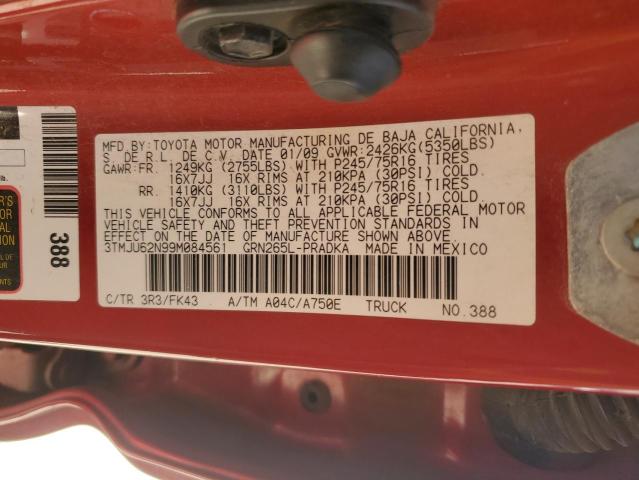 MFD.BY:TOYOTA MOTOR MANUFACTURING DE BAJA CALIFORNIA,
S. DE R.L. DE C.V. DATE 01/09 GVWR:2426KG(5350LBS)
GAWR:FR. 1249KG (2755LBS) WITH P245/75R16 TIRES
16X7JJ 16X RIMS AT 210KPA (30PSI) COLD.
RR. 1410KG (3110LBS) WITH P245/75R16 TIRES
16X7JJ 16X RIMS AT 210KPA (30PSI) COLD.
THIS VEHICLE CONFORMS TO ALL APPLICABLE FEDERAL MOTOR
VEHICLE SAFETY AND THEFT PREVENTION STANDARDS IN
EFFECT ON THE DATE OF MANUFACTURE SHOWN ABOVE.
3TMJU62N99M084561 GRN265L-PRADKA MADE IN MEXICO
C/TR 3R3/FK43 A/TM A04C/A750E TRUCK NO.388
388